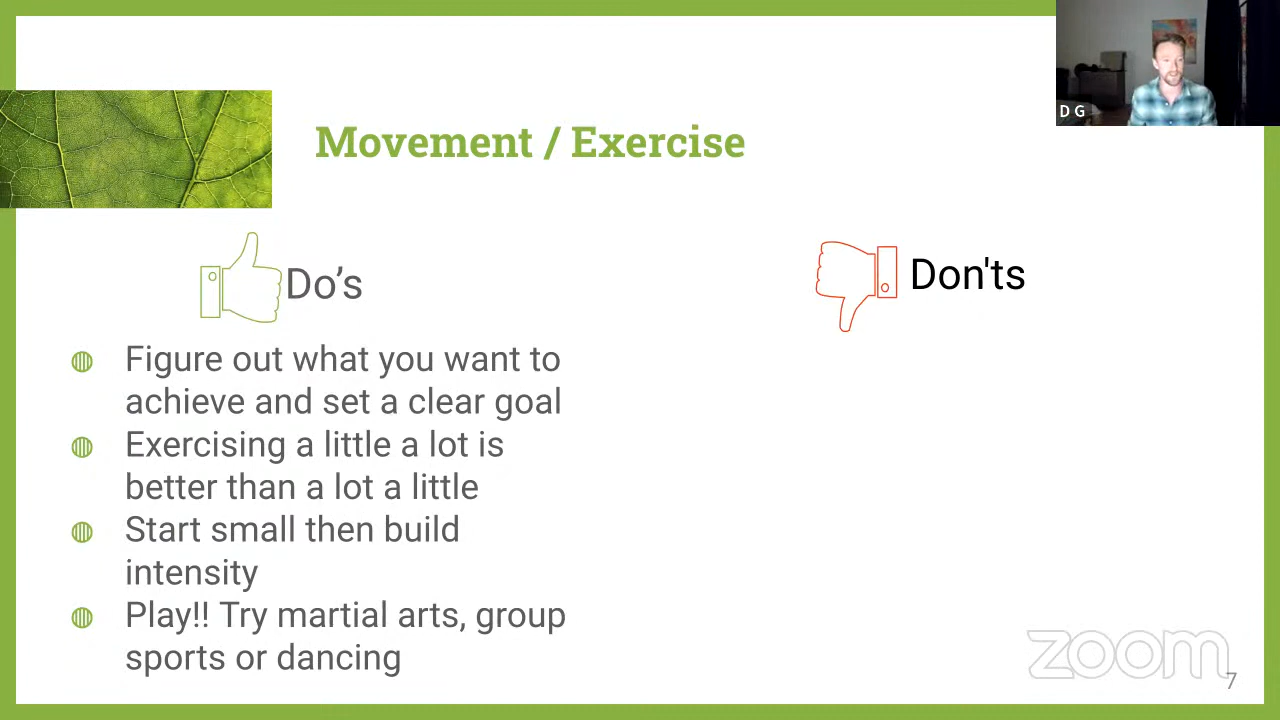 D G
Movement / Exercise
Do’s
Don'ts
Figure out what you want to
achieve and set a clear goal
Exercising a little a lot is
better than a lot a little
Start small then build
intensity
Play!! Try martial arts, group
sports or dancing
zoom
7